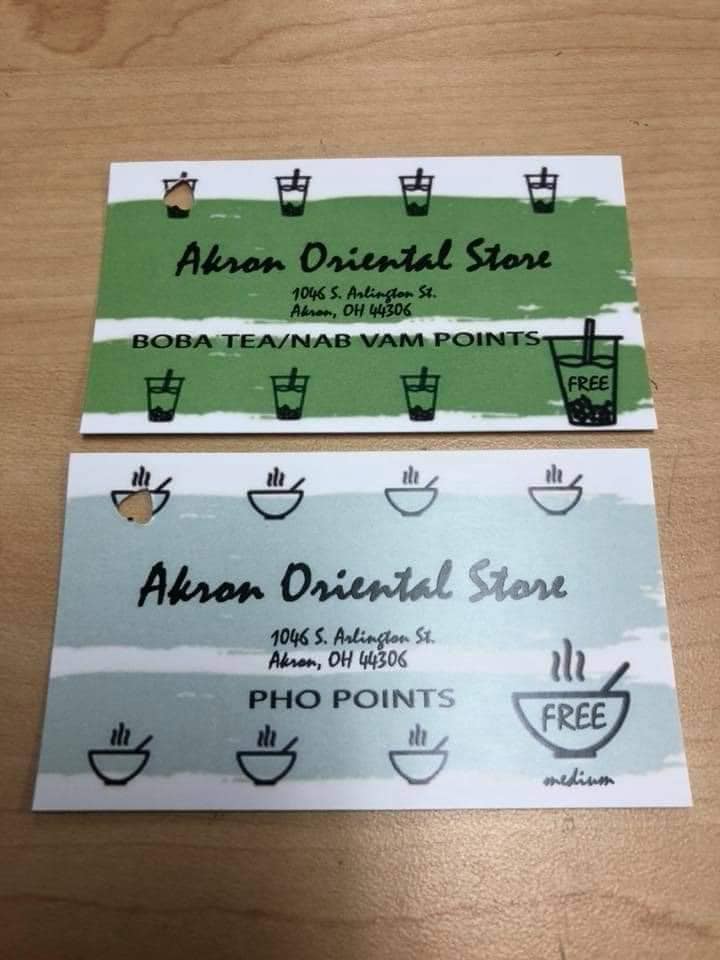 Akron Oriental Store
1046 S. Arlington St.
Akron, OH 44306
BOBA TEA/NAB VAM POINTS
FREE
Akron Oriental Store
1046 S. Arlington St.
Akron, OH 44306
PHO POINTS
FREE
medium